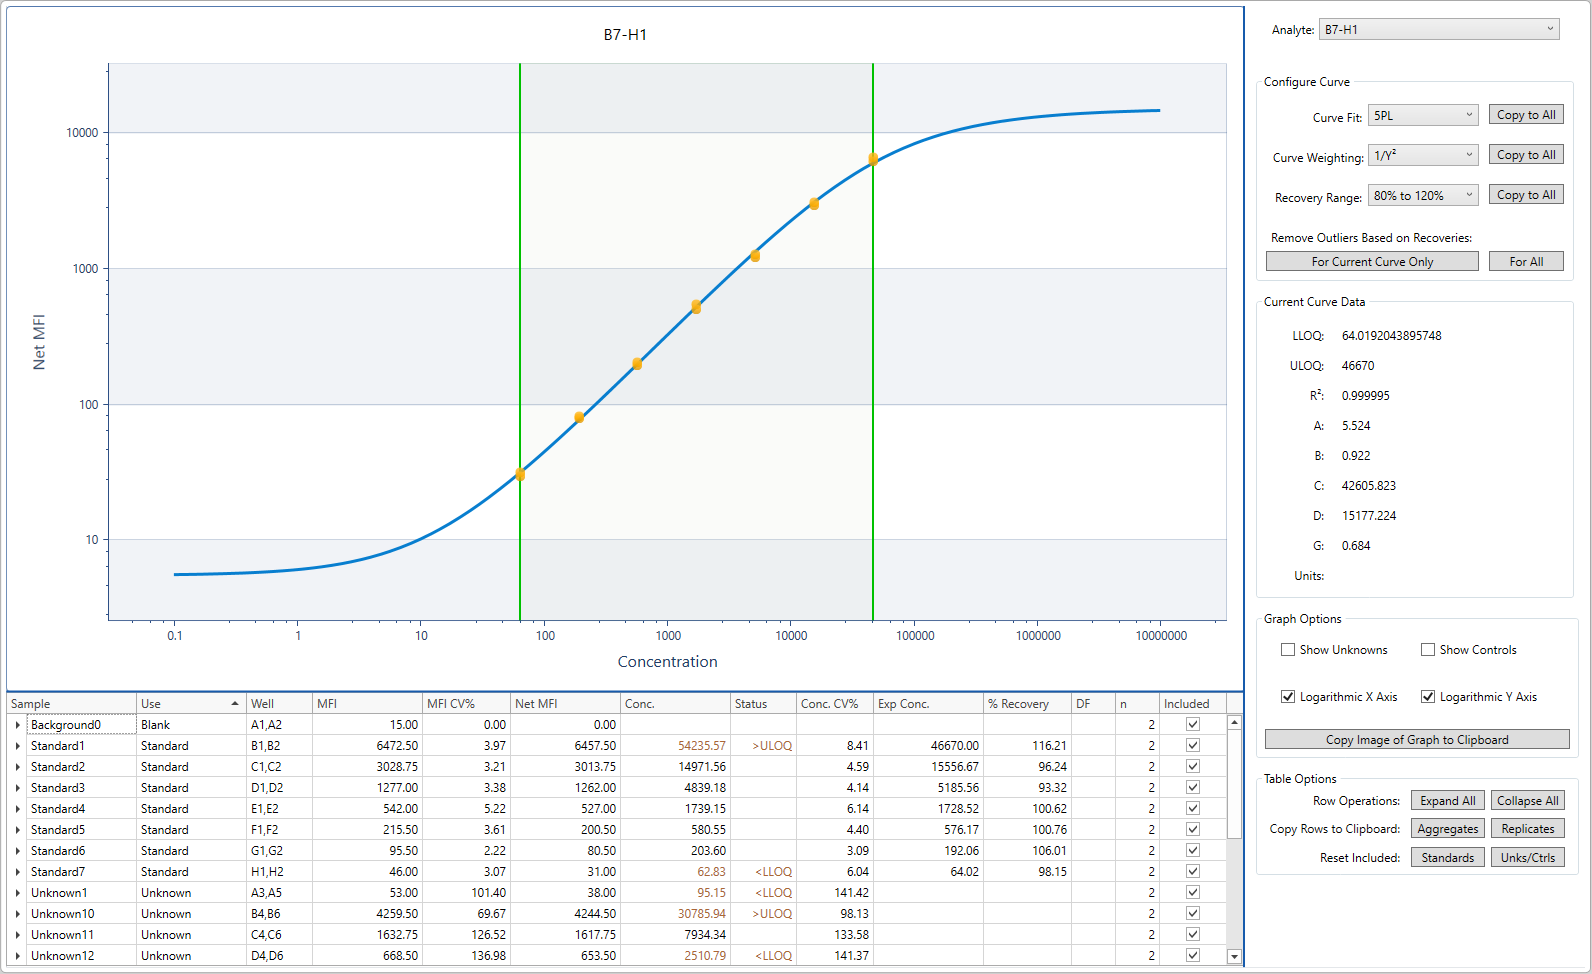 B7-H1
Net MFI
10000
1000
100
10
0.1 1 10 100 1000 10000 100000 1000000 10000000
Concentration
Analyte: B7-H1
Configure Curve
Curve Fit: 5PL Copy to All
Curve Weighting: 1/Y² Copy to All
Recovery Range: 80% to 120% Copy to All
Remove Outliers Based on Recoveries:
For Current Curve Only For All
Current Curve Data
LLOQ: 64.0192043895748
ULOQ: 46670
R²: 0.999995
A: 5.524
B: 0.922
C: 42605.823
D: 15177.224
G: 0.684
Units:
Graph Options
Show Unknowns Show Controls
Logarithmic X Axis Logarithmic Y Axis
Copy Image of Graph to Clipboard
Table Options
Row Operations: Expand All Collapse All
Copy Rows to Clipboard: Aggregates Replicates
Reset Included: Standards Unks/Ctrls
Sample Use Well MFI MFI CV% Net MFI Conc. Status Conc. CV% Exp Conc. % Recovery DF n Included
Background0 Blank A1,A2 15.00 0.00 0.00 2
Standard1 Standard B1,B2 6472.50 3.97 6457.50 54235.57 >ULOQ 8.41 46670.00 116.21 2
Standard2 Standard C1,C2 3028.75 3.21 3013.75 14971.56 4.59 15556.67 96.24 2
Standard3 Standard D1,D2 1277.00 3.38 1262.00 4839.18 4.14 5185.56 93.32 2
Standard4 Standard E1,E2 542.00 5.22 527.00 1739.15 6.14 1728.52 100.62 2
Standard5 Standard F1,F2 215.50 3.61 200.50 580.55 4.40 576.17 100.76 2
Standard6 Standard G1,G2 95.50 2.22 80.50 203.60 3.09 192.06 106.01 2
Standard7 Standard H1,H2 46.00 3.07 31.00 62.83 <LLOQ 6.04 64.02 98.15 2
Unknown1 Unknown A3,A5 53.00 101.40 38.00 95.15 <LLOQ 141.42 2
Unknown10 Unknown B4,B6 4259.50 69.67 4244.50 30785.94 >ULOQ 98.13 2
Unknown11 Unknown C4,C6 1632.75 126.52 1617.75 7934.34 133.58 2
Unknown12 Unknown D4,D6 668.50 136.98 653.50 2510.79 <LLOQ 141.37 2